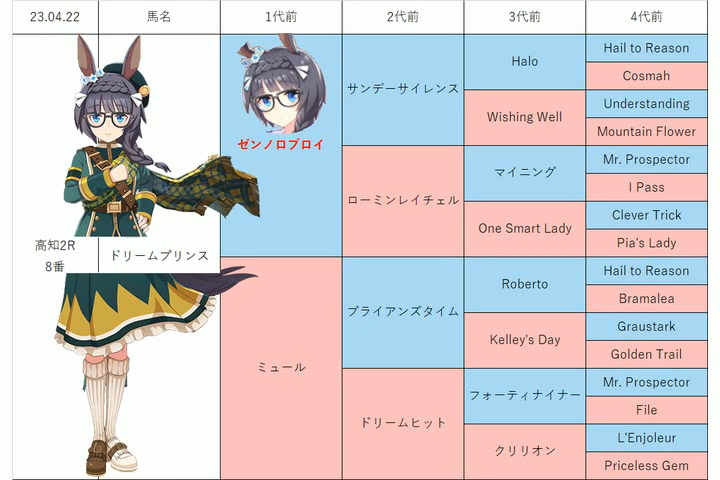 23.04.22 馬名 1代前 2代前 3代前 4代前
高知2R
8番
ドリームプリンス
ゼンノロブロイ
サンデーサイレンス
Halo
Hail to Reason
Cosmah
Wishing Well
Understanding
Mountain Flower
ローミンレイチェル
マイニング
Mr. Prospector
I Pass
One Smart Lady
Clever Trick
Pia's Lady
ミュール
ブライアンズタイム
Roberto
Hail to Reason
Bramalea
Kelley's Day
Graustark
Golden Trail
ドリームヒット
フォーティナイナー
Mr. Prospector
File
クリリオン
L'Enjoleur
Priceless Gem